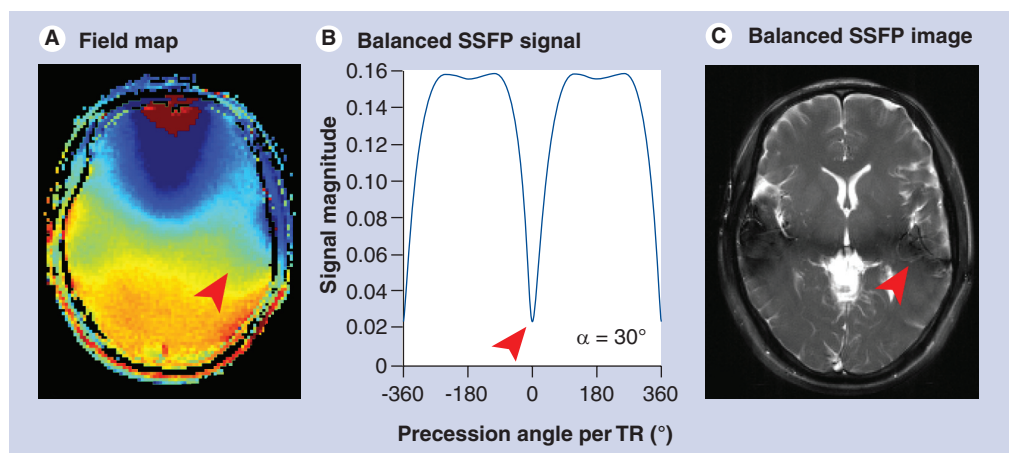 A Field map
B Balanced SSFP signal
C Balanced SSFP image
Signal magnitude
0.16
0.14
0.12
0.10
0.08
0.06
0.04
0.02
0
α = 30°
-360
-180
0
180
360
Precession angle per TR (°)